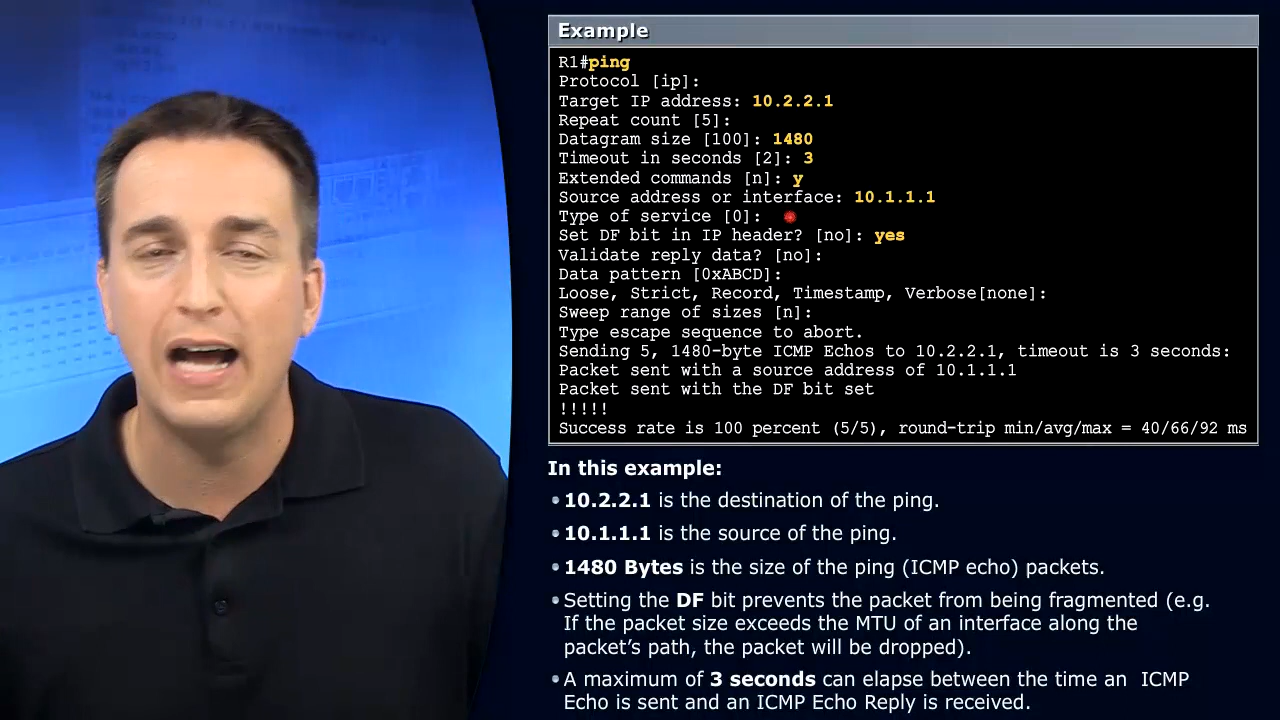 Example
R1#ping
Protocol [ip]:
Target IP address: 10.2.2.1
Repeat count [5]:
Datagram size [100]: 1480
Timeout in seconds [2]: 3
Extended commands [n]: y
Source address or interface: 10.1.1.1
Type of service [0]:
Set DF bit in IP header? [no]: yes
Validate reply data? [no]:
Data pattern [0xABCD]:
Loose, Strict, Record, Timestamp, Verbose[none]:
Sweep range of sizes [n]:
Type escape sequence to abort.
Sending 5, 1480-byte ICMP Echos to 10.2.2.1, timeout is 3 seconds:
Packet sent with a source address of 10.1.1.1
Packet sent with the DF bit set
!!!!!
Success rate is 100 percent (5/5), round-trip min/avg/max = 40/66/92 ms
In this example:
• 10.2.2.1 is the destination of the ping.
• 10.1.1.1 is the source of the ping.
• 1480 Bytes is the size of the ping (ICMP echo) packets.
• Setting the DF bit prevents the packet from being fragmented (e.g.
If the packet size exceeds the MTU of an interface along the
packet's path, the packet will be dropped).
• A maximum of 3 seconds can elapse between the time an ICMP
Echo is sent and an ICMP Echo Reply is received.